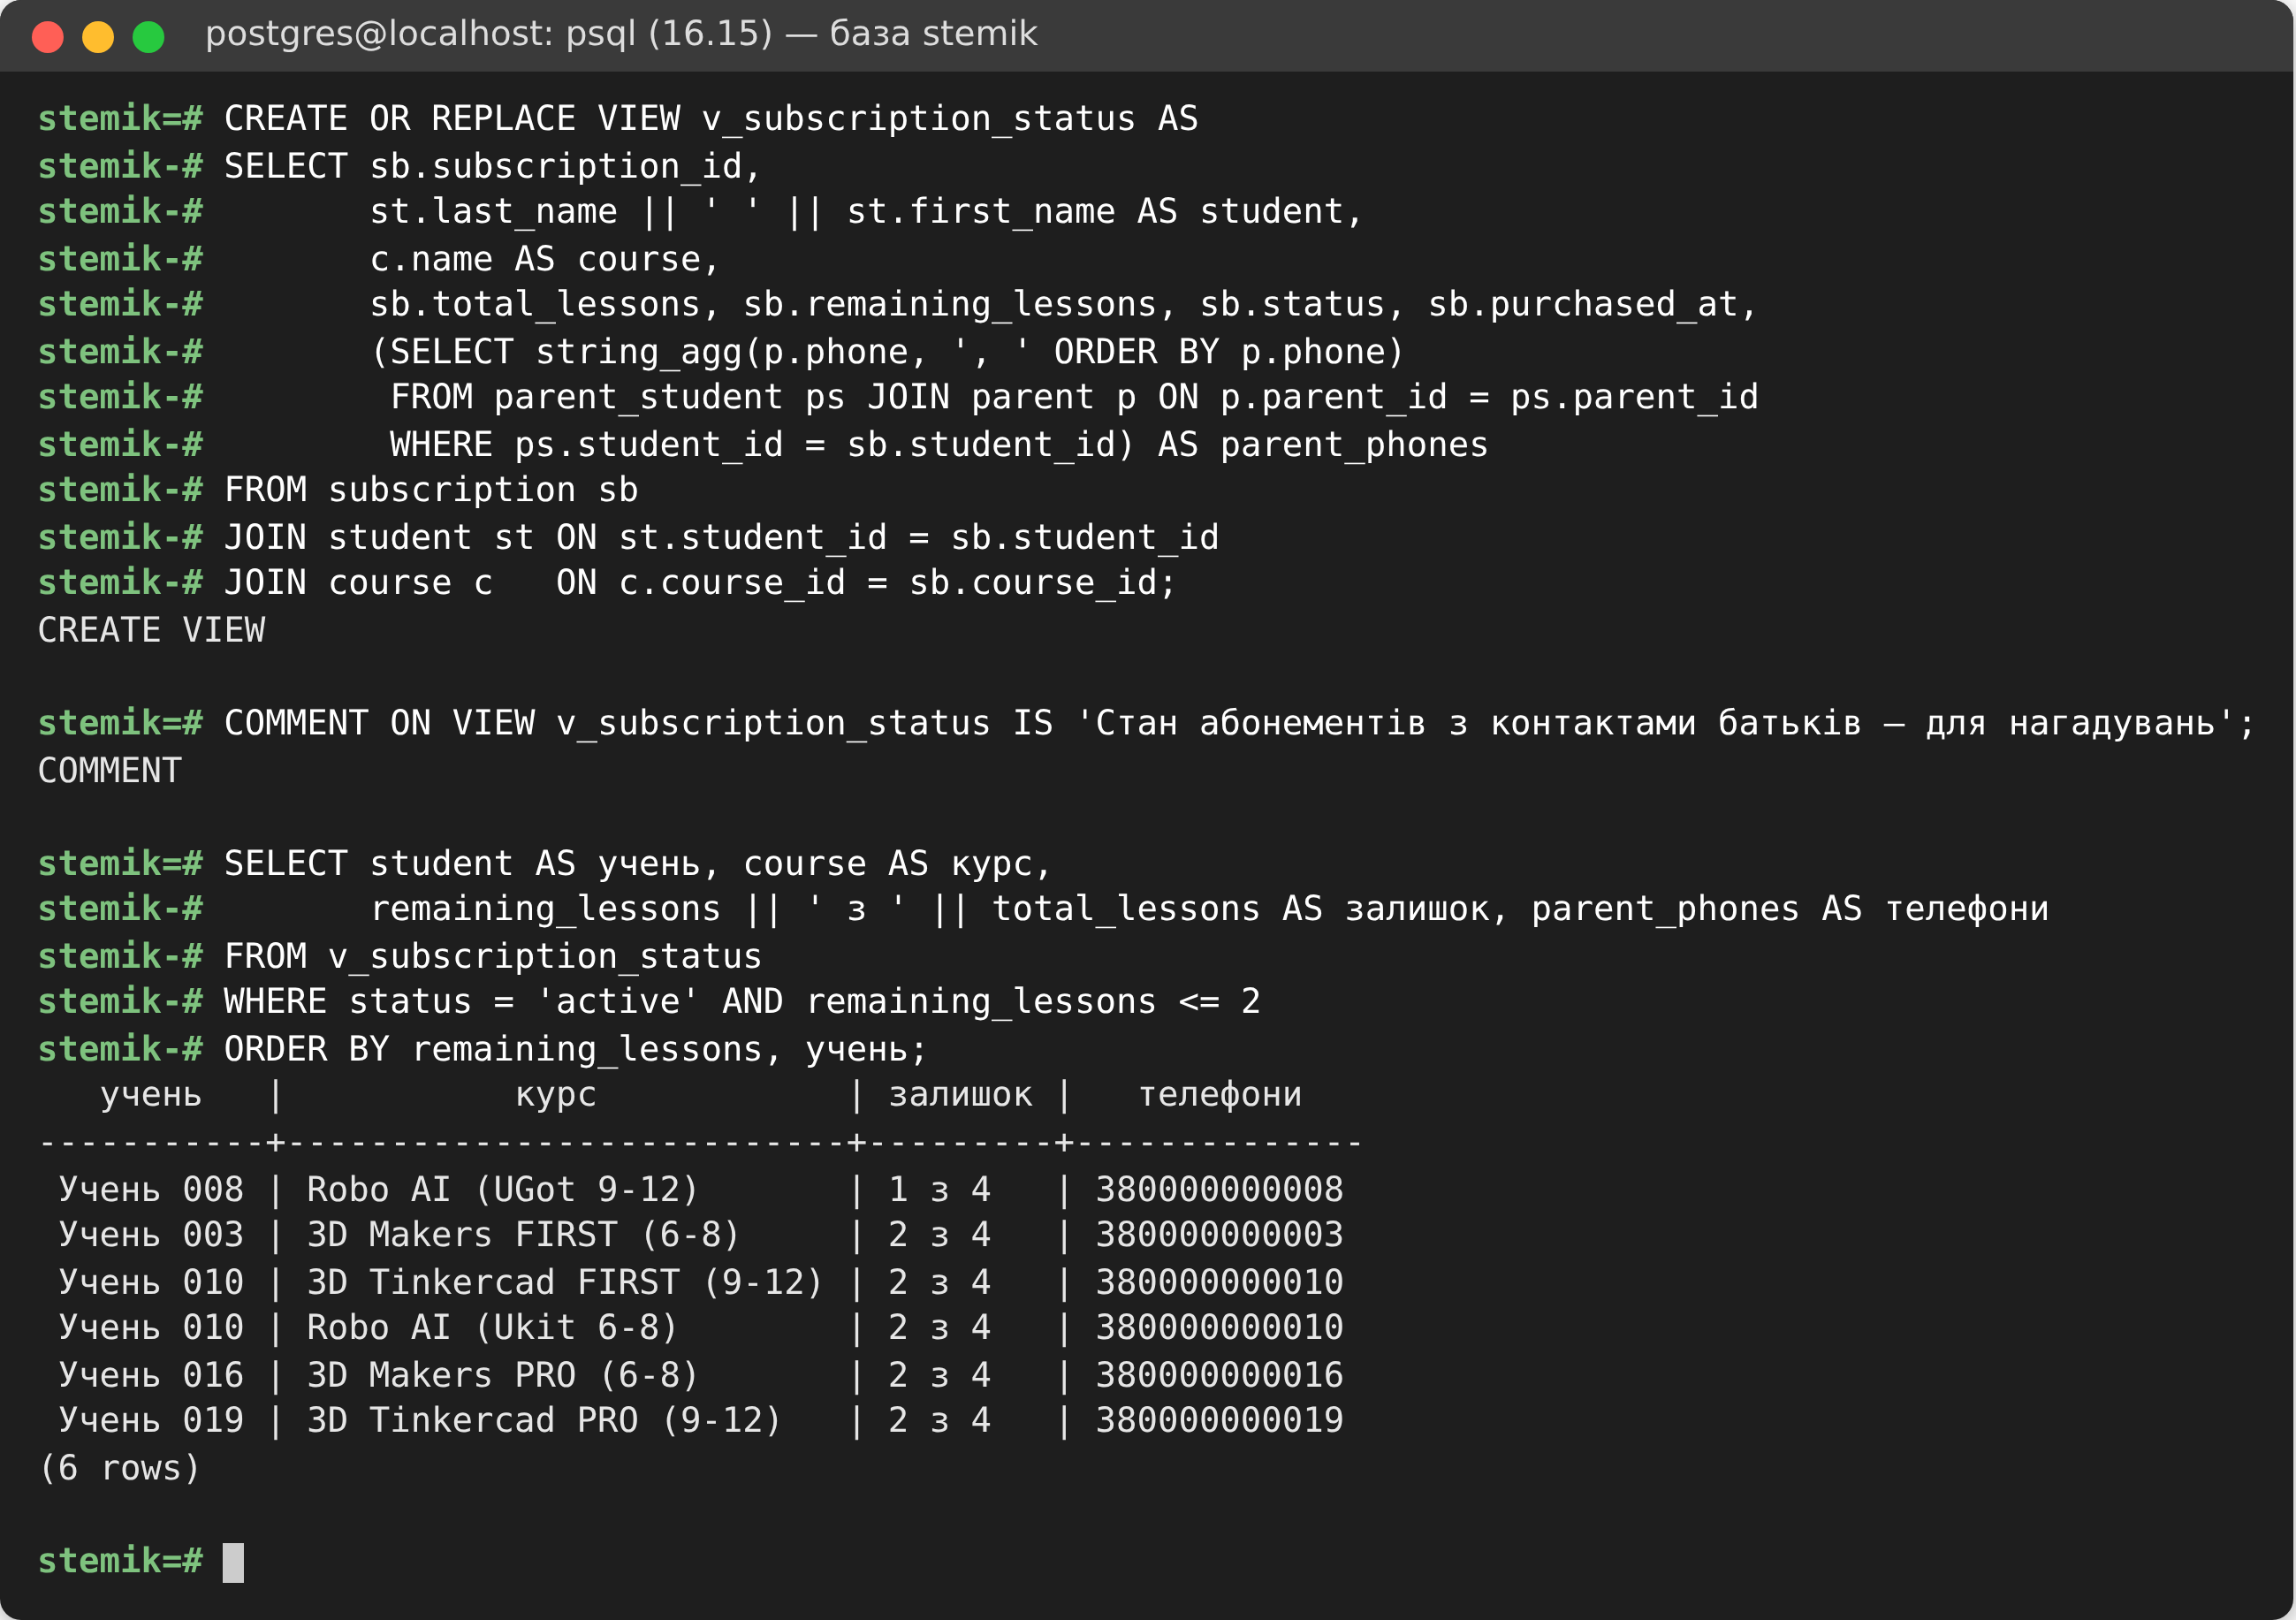 postgres@localhost: psql (16.15) — база stemik
stemik=# CREATE OR REPLACE VIEW v_subscription_status AS
stemik-# SELECT sb.subscription_id,
stemik-#        st.last_name || ' ' || st.first_name AS student,
stemik-#        c.name AS course,
stemik-#        sb.total_lessons, sb.remaining_lessons, sb.status, sb.purchased_at,
stemik-#        (SELECT string_agg(p.phone, ', ' ORDER BY p.phone)
stemik-#         FROM parent_student ps JOIN parent p ON p.parent_id = ps.parent_id
stemik-#         WHERE ps.student_id = sb.student_id) AS parent_phones
stemik-# FROM subscription sb
stemik-# JOIN student st ON st.student_id = sb.student_id
stemik-# JOIN course c   ON c.course_id = sb.course_id;
CREATE VIEW
stemik=# COMMENT ON VIEW v_subscription_status IS 'Стан абонементів з контактами батьків — для нагадувань';
COMMENT
stemik=# SELECT student AS учень, course AS курс,
stemik-#        remaining_lessons || ' з ' || total_lessons AS залишок, parent_phones AS телефони
stemik-# FROM v_subscription_status
stemik-# WHERE status = 'active' AND remaining_lessons <= 2
stemik-# ORDER BY remaining_lessons, учень;
   учень   |           курс            | залишок |   телефони
-----------+---------------------------+---------+--------------
 Учень 008 | Robo AI (UGot 9-12)       | 1 з 4   | 380000000008
 Учень 003 | 3D Makers FIRST (6-8)     | 2 з 4   | 380000000003
 Учень 010 | 3D Tinkercad FIRST (9-12) | 2 з 4   | 380000000010
 Учень 010 | Robo AI (Ukit 6-8)        | 2 з 4   | 380000000010
 Учень 016 | 3D Makers PRO (6-8)       | 2 з 4   | 380000000016
 Учень 019 | 3D Tinkercad PRO (9-12)   | 2 з 4   | 380000000019
(6 rows)
stemik=#